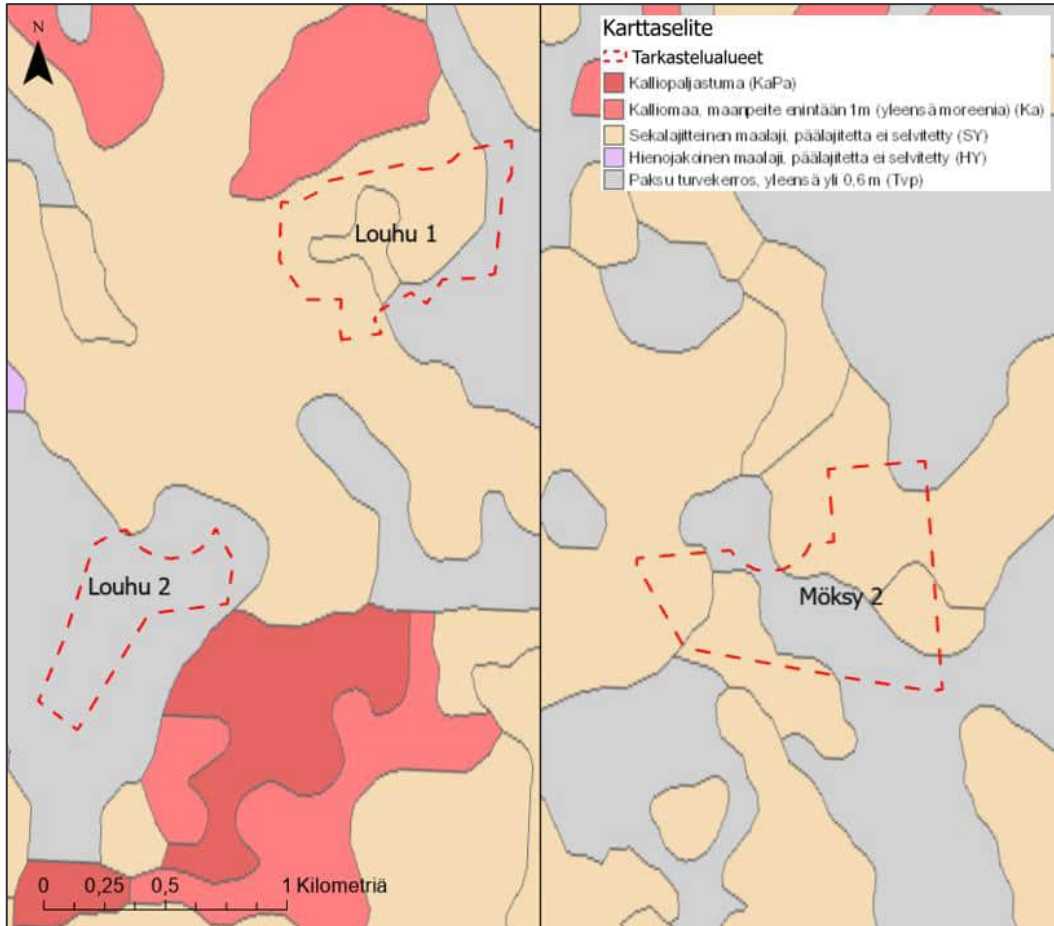 N
Karttaselite
Tarkastelualueet
Kalliopaljastuma (KaPa)
Kalliomaa, maanpeite enintään 1m (yleensä moreenia) (Ka)
Sekalajitteinen maalaji, päälajitetta ei selvitetty (SY)
Hienojakoinen maalaji, päälajitetta ei selvitetty (HY)
Paksu turvekerros, yleensä yli 0,6 m (Tvp)
Louhu 1
Louhu 2
Möksy 2
0 0,25 0,5 1 Kilometriä